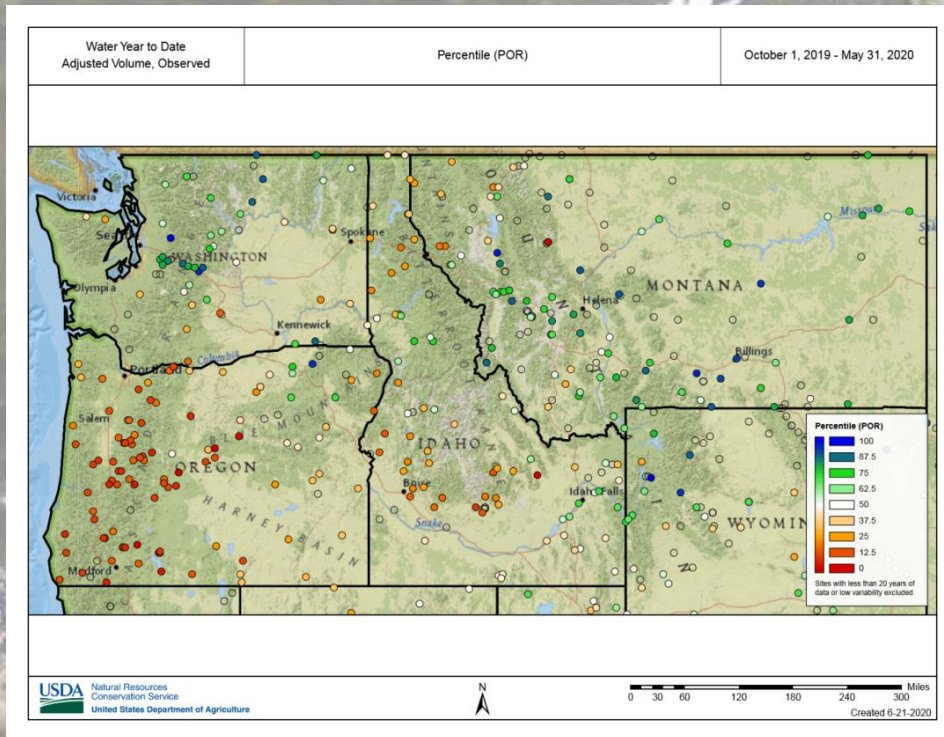 Water Year to Date
Adjusted Volume, Observed
Percentile (POR)
October 1, 2019 - May 31, 2020
Victoria
Spokane
WASHINGTON
Olympia
Kennewick
Columbia
Portland
Salem
BLUE MOUNTAINS
OREGON
HARNEY BASIN
Medford
IDAHO
Boise
Snake
Idaho Falls
MONTANA
Helena
Billings
Missouri
WYOMIN
Percentile (POR)
100
87.5
75
62.5
50
37.5
25
12.5
0
Sites with less than 20 years of
data or low variability excluded
USDA
Natural Resources
Conservation Service
United States Department of Agriculture
N
Miles
0 30 60 120 180 240 300
Created 6-21-2020